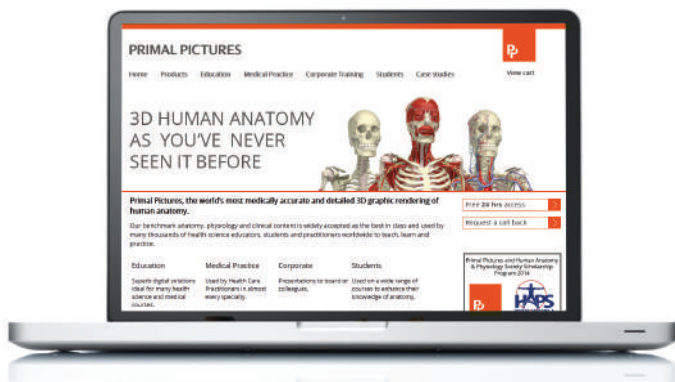 PRIMAL PICTURES
Home Products Education Medical Practice Corporate Training Students Case studies
View cart
3D HUMAN ANATOMY
AS YOU'VE NEVER
SEEN IT BEFORE
Primal Pictures, the world's most medically accurate and detailed 3D graphic rendering of
human anatomy.
Our benchmark anatomy, physiology and clinical content is widely accepted as the best in class and used by
many thousands of health science educators, students and practitioners worldwide to teach, learn and
practice.
Free 24 hrs access
Request a call back
Education
Superb digital solutions
ideal for many health
science and medical
courses.
Medical Practice
Used by Health Care
Practitioners in almost
every specialty.
Corporate
Presentations to board or
colleagues.
Students
Used on a wide range of
courses to enhance their
knowledge of anatomy.
Primal Pictures and Human Anatomy
& Physiology Society Scholarship
Program 2014
HAPS